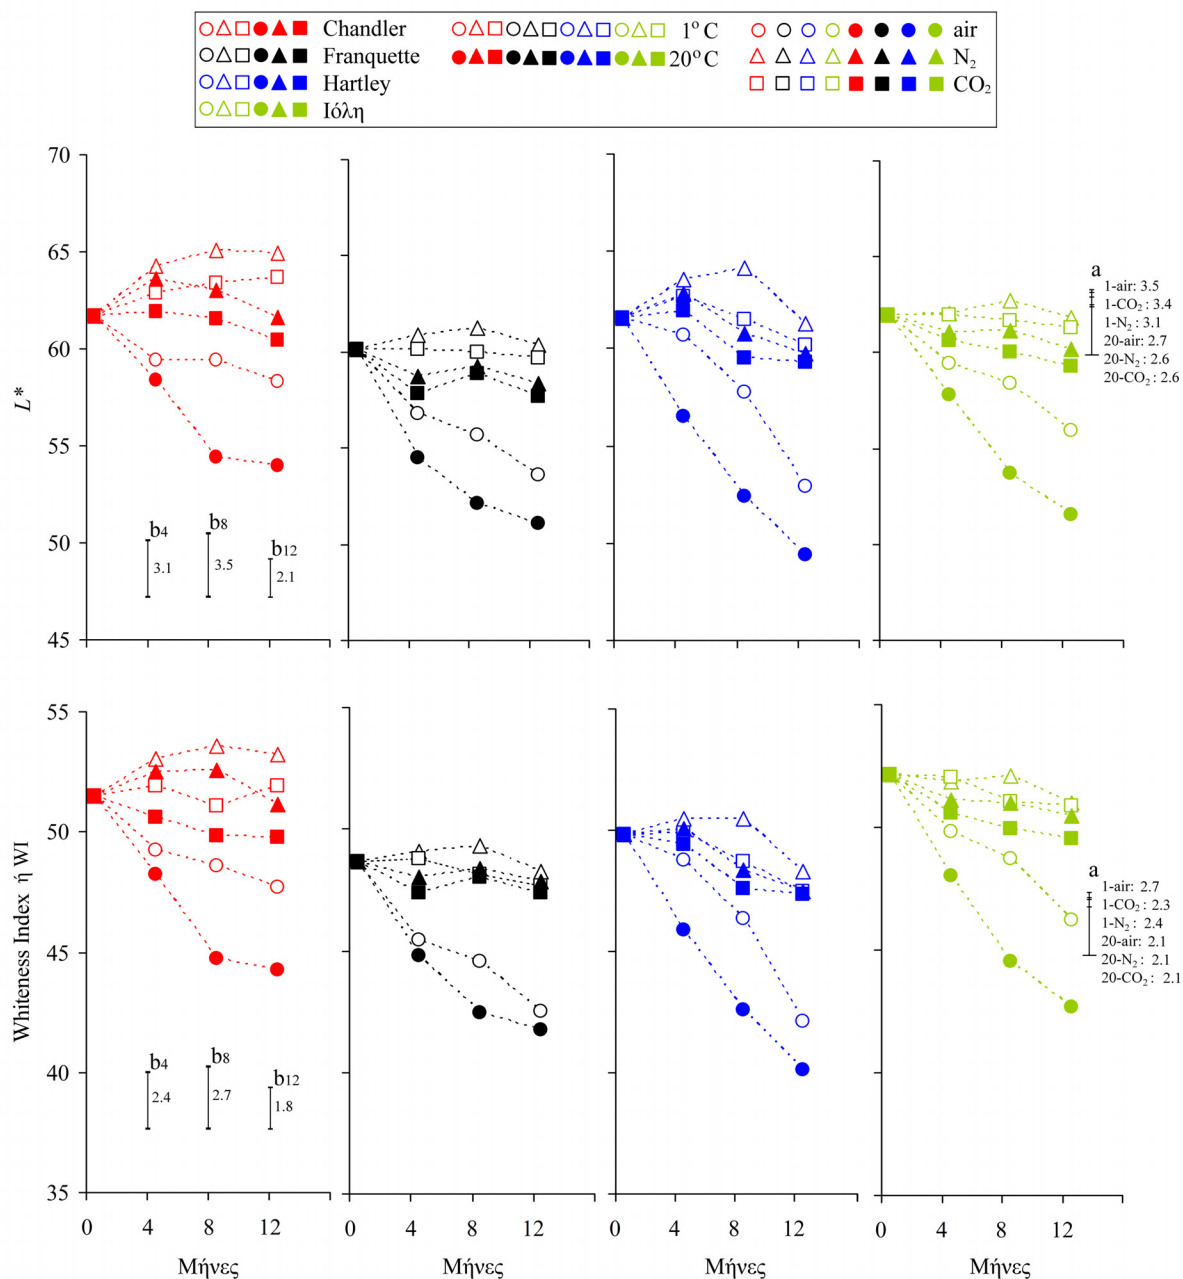 Chandler 1°C air
Franquette 20°C N₂
Hartley CO₂
Ιόλη
70
65
60
55
50
45
L*
b4
3.1
b8
3.5
b12
2.1
a
1-air: 3.5
1-CO₂: 3.4
1-N₂: 3.1
20-air: 2.7
20-N₂: 2.6
20-CO₂: 2.6
55
50
45
40
35
Whiteness Index ή WI
b4
2.4
b8
2.7
b12
1.8
a
1-air: 2.7
1-CO₂: 2.3
1-N₂: 2.4
20-air: 2.1
20-N₂: 2.1
20-CO₂: 2.1
0 4 8 12 0 4 8 12 0 4 8 12 0 4 8 12
Μήνες Μήνες Μήνες Μήνες